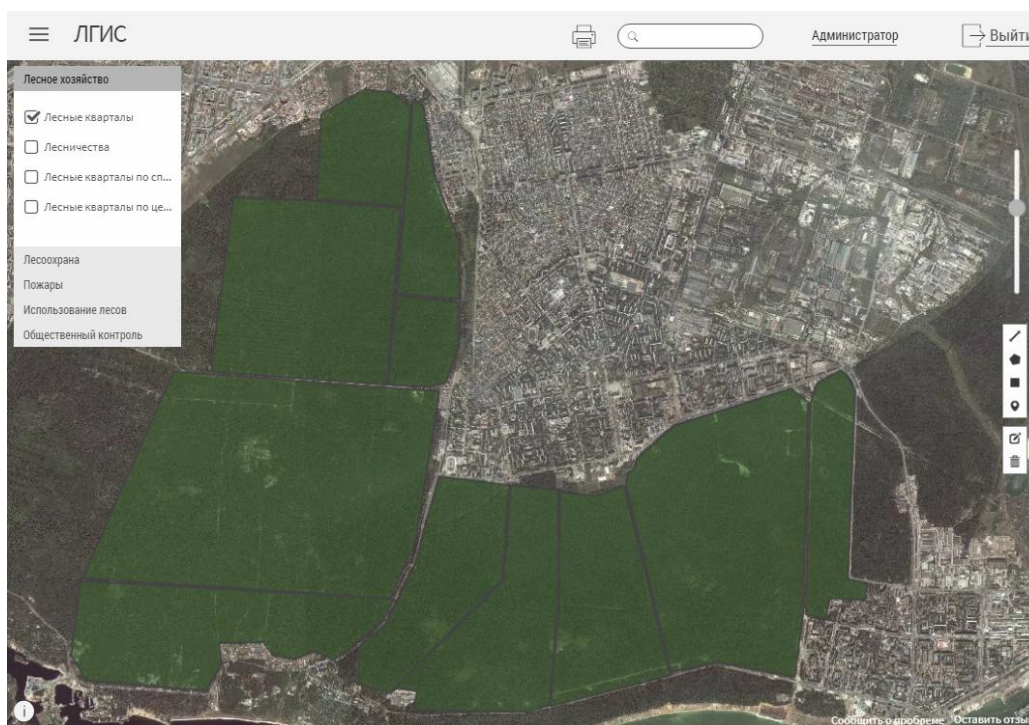 ЛГИС
Администратор
Выйти
Лесное хозяйство
Лесные кварталы
Лесничества
Лесные кварталы по сп...
Лесные кварталы по це...
Лесоохрана
Пожары
Использование лесов
Общественный контроль
Сообщить о проблеме Оставить отзы